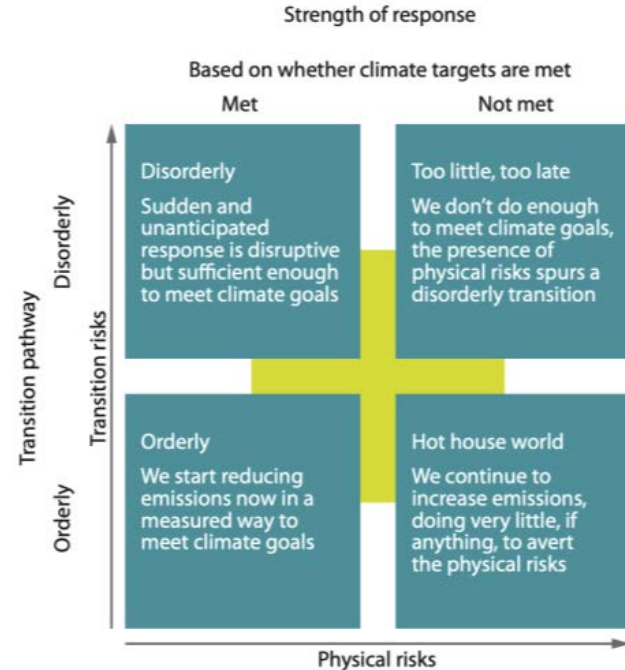 Strength of response
Based on whether climate targets are met
Met
Not met
Transition pathway
Disorderly
Orderly
Transition risks
Disorderly
Sudden and
unanticipated
response is disruptive
but sufficient enough
to meet climate goals
Too little, too late
We don't do enough
to meet climate goals,
the presence of
physical risks spurs a
disorderly transition
Orderly
We start reducing
emissions now in a
measured way to
meet climate goals
Hot house world
We continue to
increase emissions,
doing very little, if
anything, to avert
the physical risks
Physical risks